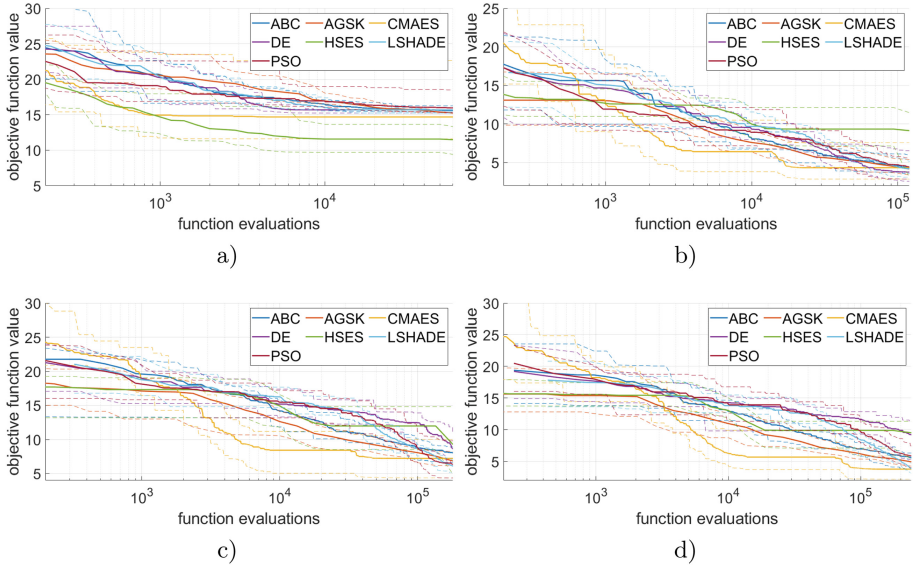 30
25
20
15
10
5
objective function value
ABC AGSK CMAES
DE HSES LSHADE
PSO
10^3 10^4
function evaluations
a)
25
20
15
10
5
objective function value
ABC AGSK CMAES
DE HSES LSHADE
PSO
10^3 10^4 10^5
function evaluations
b)
30
25
20
15
10
5
objective function value
ABC AGSK CMAES
DE HSES LSHADE
PSO
10^3 10^4 10^5
function evaluations
c)
30
25
20
15
10
5
objective function value
ABC AGSK CMAES
DE HSES LSHADE
PSO
10^3 10^4 10^5
function evaluations
d)